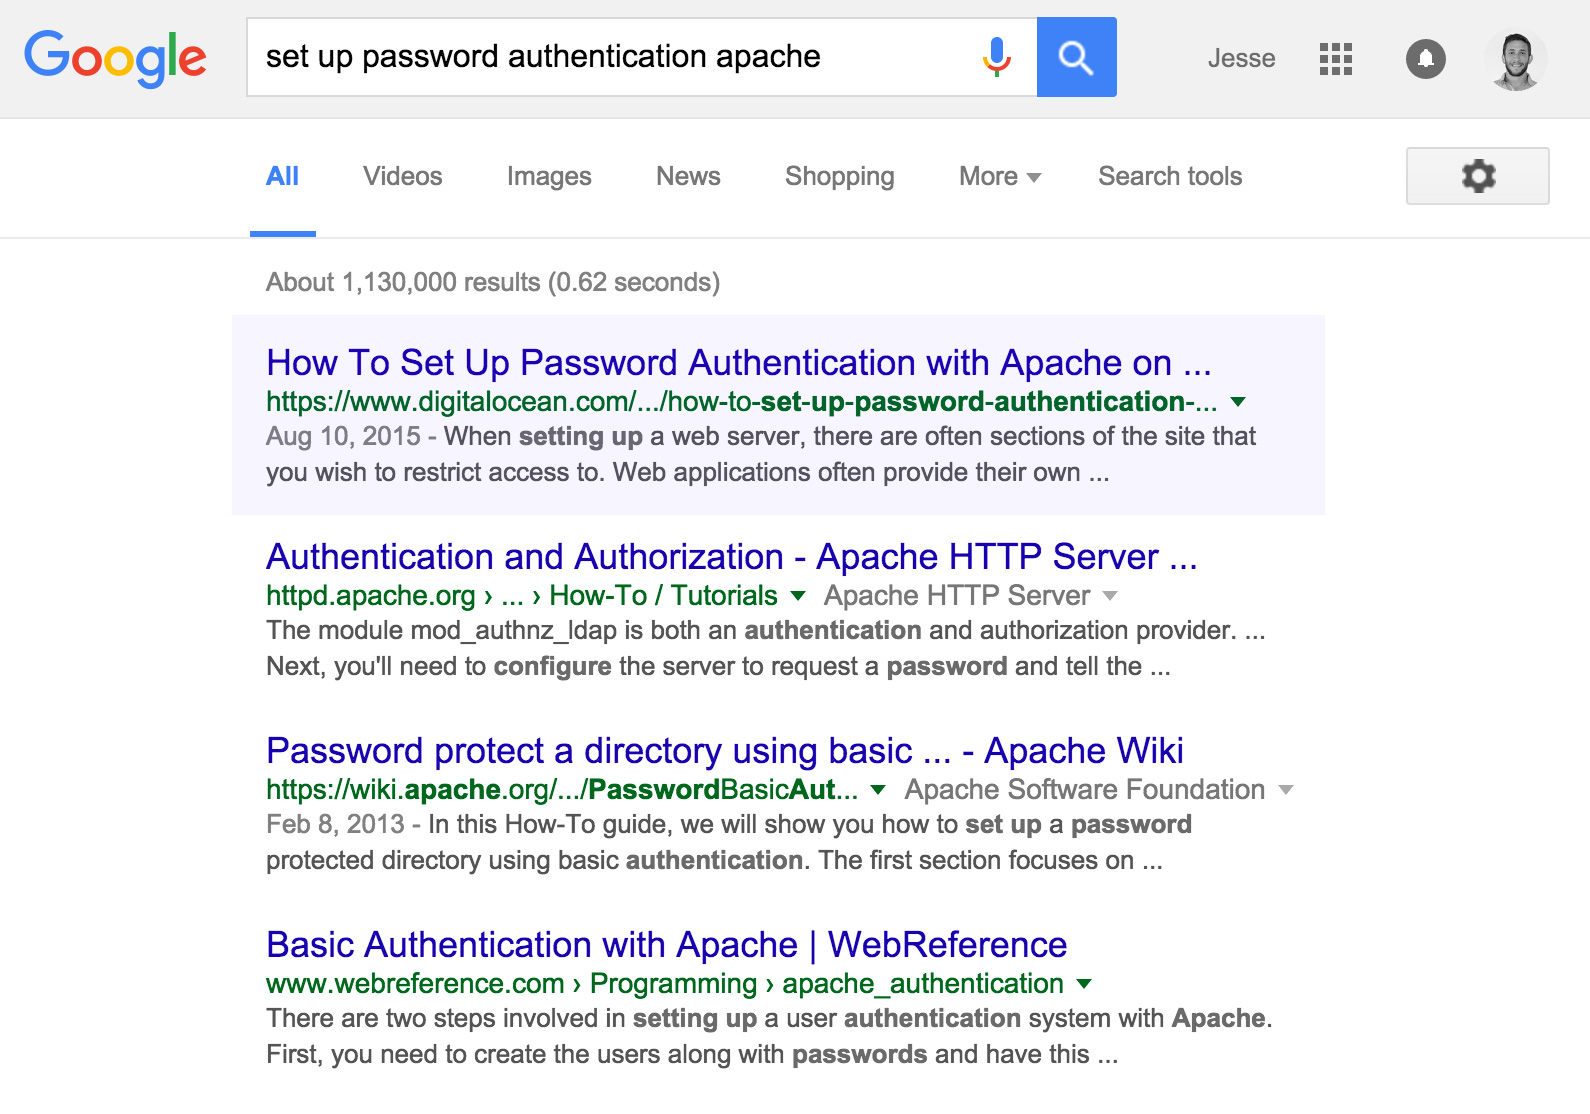 Google
set up password authentication apache
Jesse
All Videos Images News Shopping More Search tools
About 1,130,000 results (0.62 seconds)
How To Set Up Password Authentication with Apache on ...
https://www.digitalocean.com/.../how-to-set-up-password-authentication-...
Aug 10, 2015 - When setting up a web server, there are often sections of the site that
you wish to restrict access to. Web applications often provide their own ...
Authentication and Authorization - Apache HTTP Server ...
httpd.apache.org › ... › How-To / Tutorials Apache HTTP Server
The module mod_authnz_ldap is both an authentication and authorization provider. ...
Next, you'll need to configure the server to request a password and tell the ...
Password protect a directory using basic ... - Apache Wiki
https://wiki.apache.org/.../PasswordBasicAut... Apache Software Foundation
Feb 8, 2013 - In this How-To guide, we will show you how to set up a password
protected directory using basic authentication. The first section focuses on ...
Basic Authentication with Apache | WebReference
www.webreference.com › Programming › apache_authentication
There are two steps involved in setting up a user authentication system with Apache.
First, you need to create the users along with passwords and have this ...